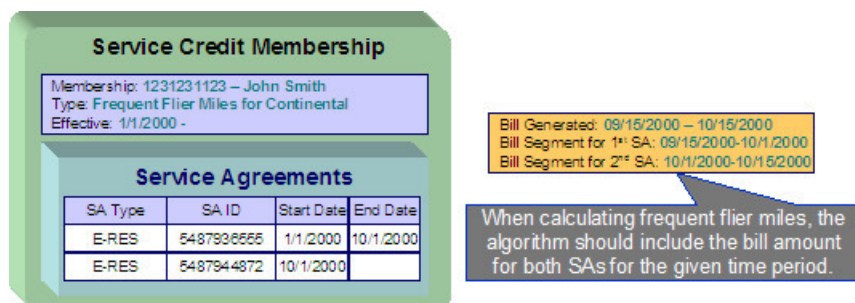 Service Credit Membership
Membership: 1231231123 – John Smith
Type: Frequent Flier Miles for Continental
Effective: 1/1/2000 -
Service Agreements
SA Type SA ID Start Date End Date
E-RES 5487936555 1/1/2000 10/1/2000
E-RES 5487944872 10/1/2000
Bill Generated: 09/15/2000 – 10/15/2000
Bill Segment for 1st SA: 09/15/2000-10/1/2000
Bill Segment for 2nd SA: 10/1/2000-10/15/2000
When calculating frequent flier miles, the
algorithm should include the bill amount
for both SAs for the given time period.